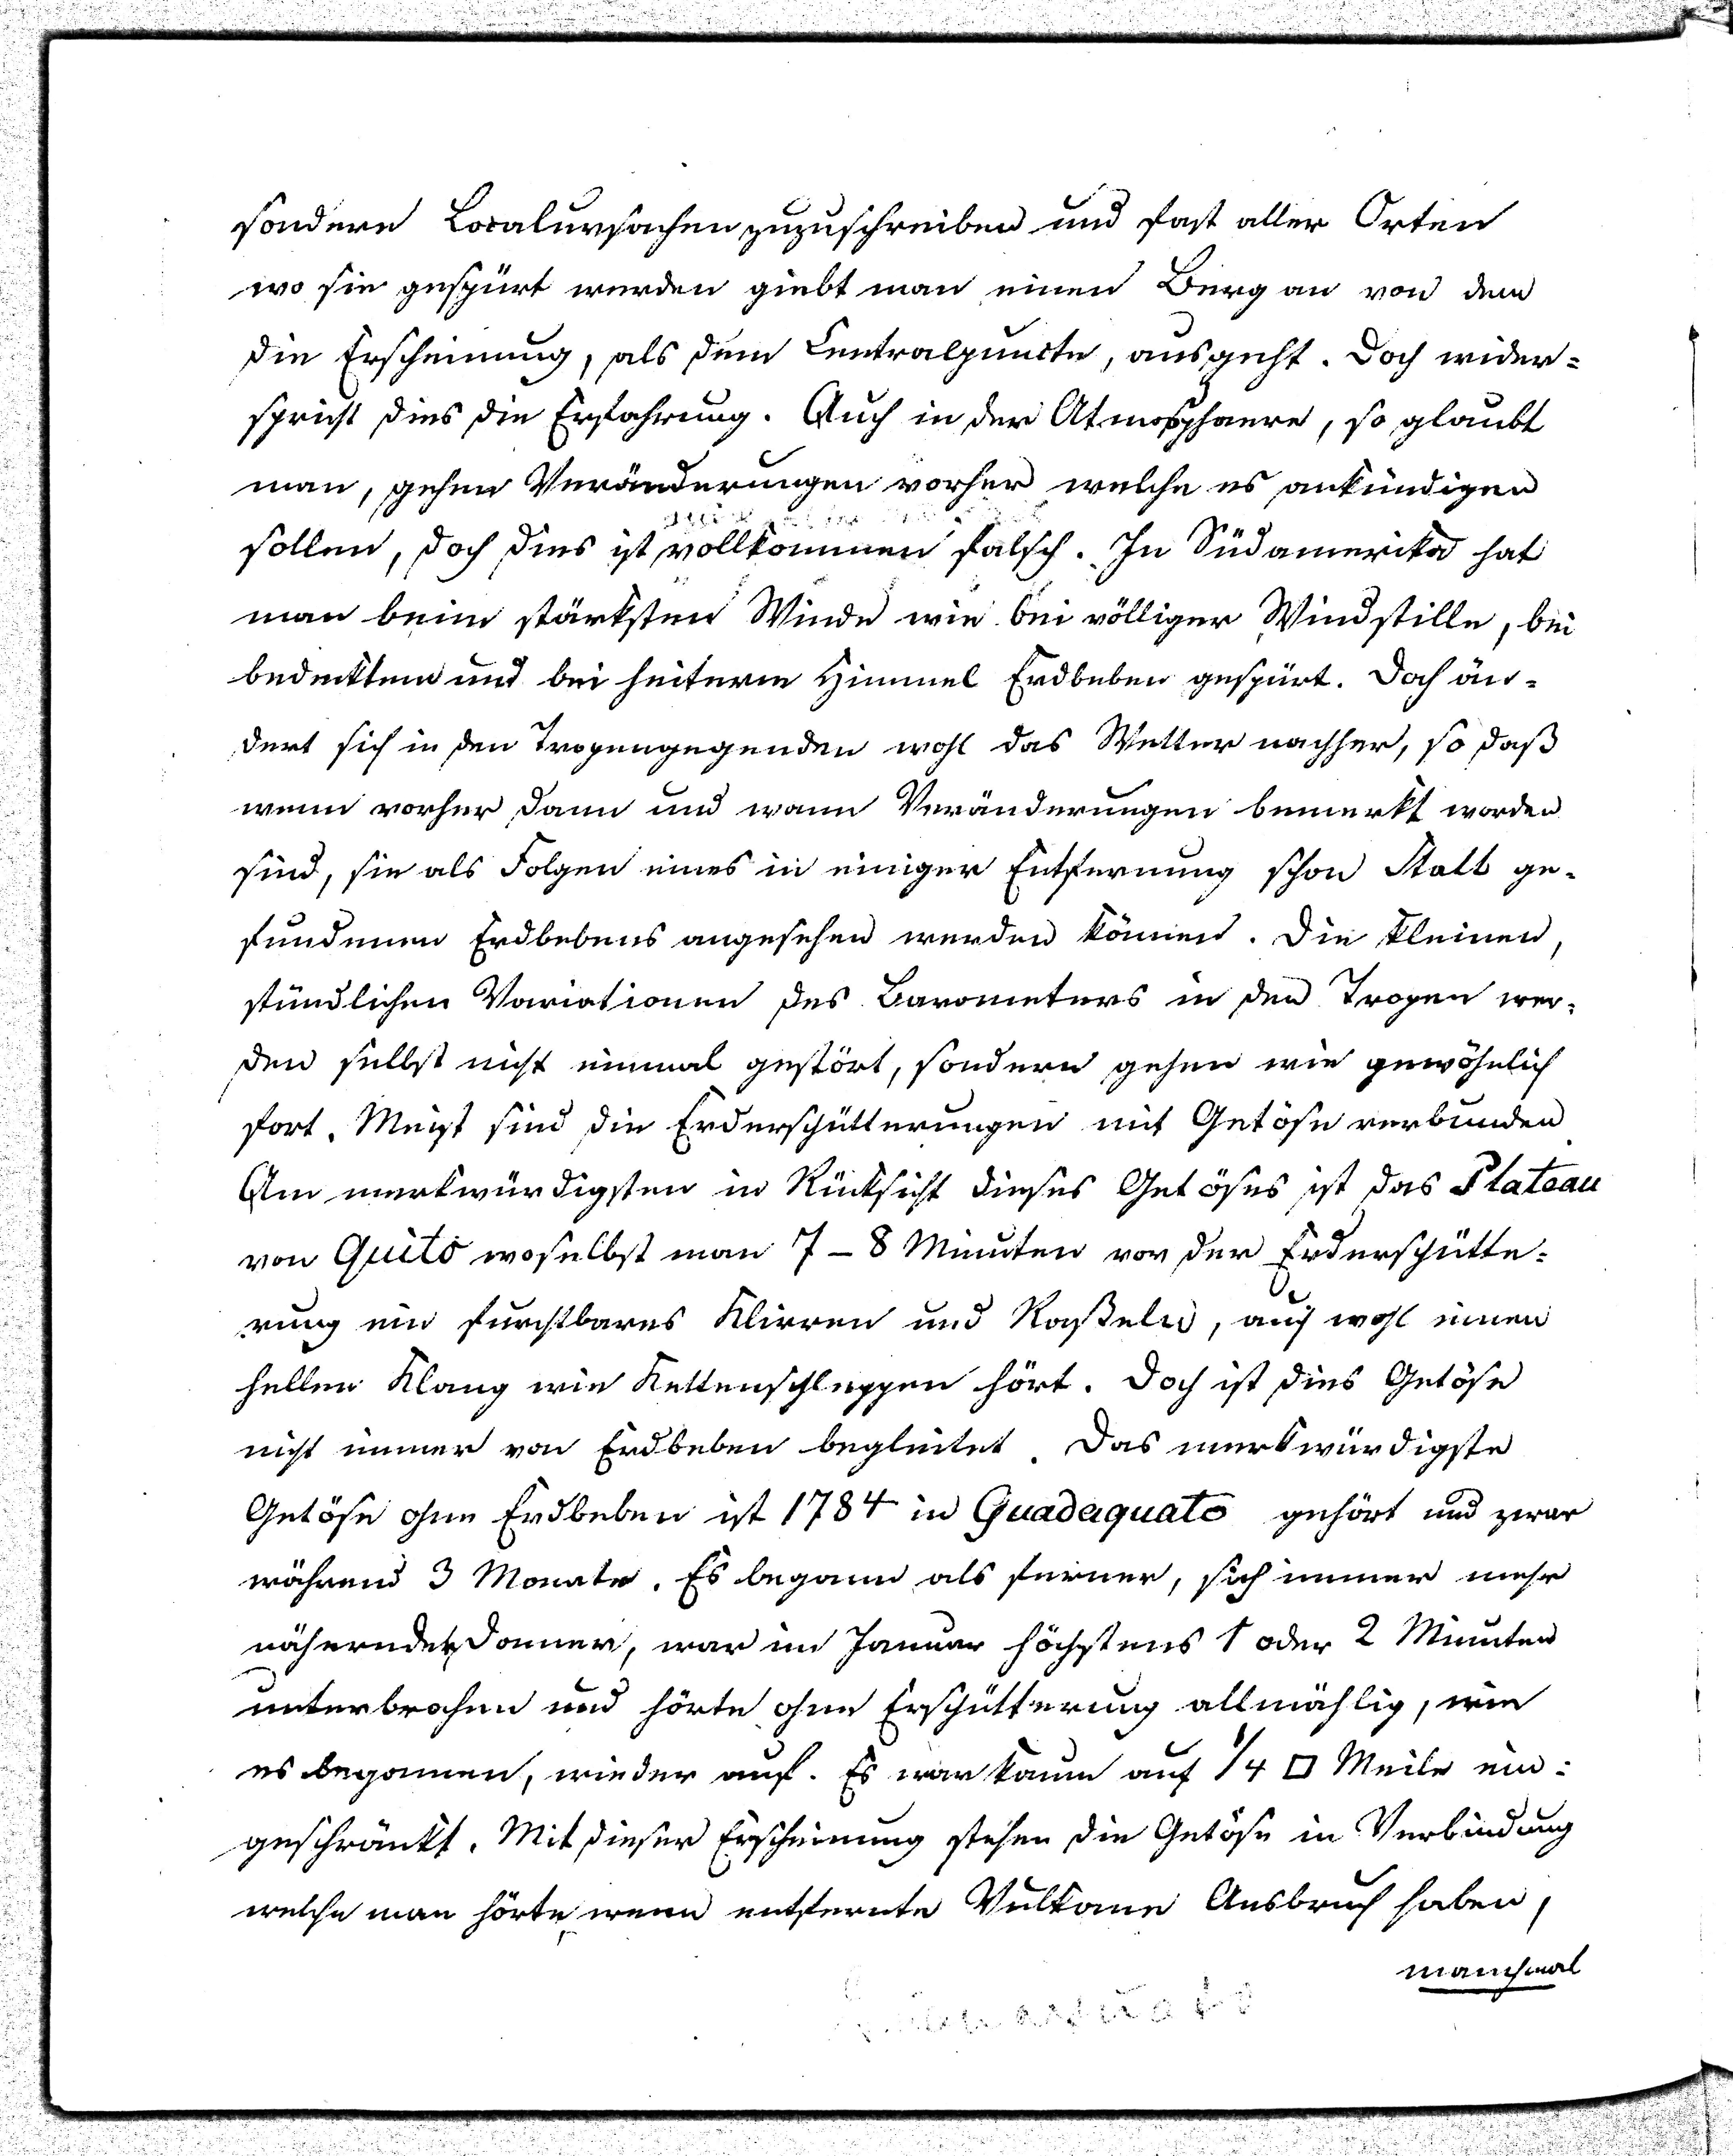 sondern Localursachen zuzuschreiben und fast aller Orten
wo sie gespürt werden giebt man einen Berg an von dem
die Erscheinung, als dem Centralpuncte, ausgeht. Doch wider-
spricht dies die Erfahrung. Auch in der Atmosphaere, so glaubt
man, gehen Veränderungen vorher welche es ankündigen
sollen, doch dies ist vollkommen falsch. In Südamerika hat
man beim stärksten Winde wie bei völliger Windstille, bei
bedecktem und bei heiterm Himmel Erdbeben gespürt. Doch än-
dert sich in den Tropengegenden wohl das Wetter nachher, so daß
wenn vorher dann und wann Veränderungen bemerkt worden
sind, sie als Folgen eines in einiger Entfernung schon Statt ge-
fundenen Erdbebens angesehen werden können. Die kleinen,
stündlichen Variationen des Barometers in den Tropen wer-
den selbst nicht einmal gestört, sondern gehen wie gewöhnlich
fort. Meist sind die Erderschütterungen mit Getöse verbunden
Am merkwürdigsten in Rücksicht dieses Getöses ist das Plateau
von Quito woselbst man 7–8 Minuten vor der Erderschütte-
rung ein furchtbares Klirren und Raßeln, auch wohl einen
hellen Klang wie Kettenschleppen hört. Doch ist dies Getöse
nicht immer von Erdbeben begleitet. Das merkwürdigste
Getöse ohne Erdbeben ist 1784 in Guadaquato gehört und zwar
während 3 Monate. Es begann als ferner, sich immer mehr
nähernder Donner, war im Januar höchstens 1 oder 2 Minuten
unterbrochen und hörte ohne Erschütterung allmählig, wie
es begonnen, wieder auf. Es war kaum auf 1/4 □ Meile ein-
geschränkt. Mit dieser Erscheinung stehen die Getöse in Verbindung
welche man hörte, wenn entfernte Vulkane Ausbruch haben,
manchmal